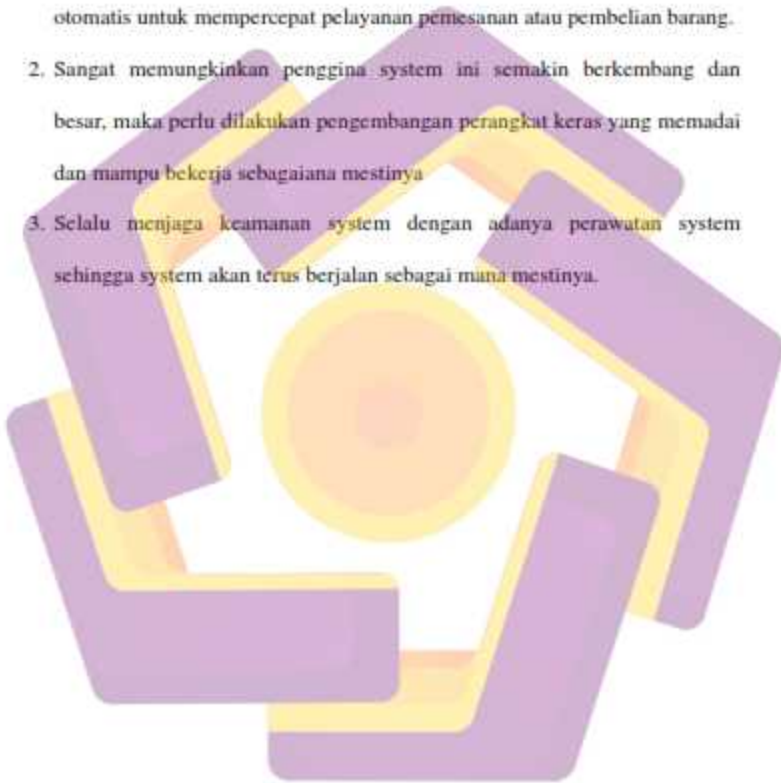 otomatis untuk mempercepat pelayanan pemesanan atau pembelian barang.
2. Sangat memungkinkan penggina system ini semakin berkembang dan
besar, maka perlu dilakukan pengembangan perangkat keras yang memadai
dan mampu bekerja sebagaiana mestinya
3. Selalu menjaga keamanan system dengan adanya perawatan system
sehingga system akan terus berjalan sebagai mana mestinya.